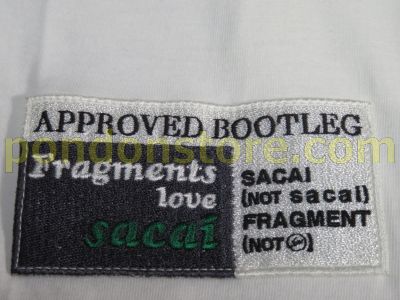 APPROVED BOOTLEG
pondonstore.com
Fragments
love
sacai
SACAI
(NOT sacai)
FRAGMENT
(NOT )